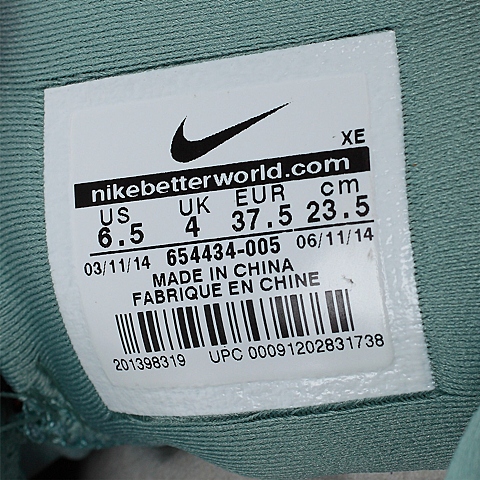 XE
nikebetterworld.com
US UK EUR cm
6.5 4 37.5 23.5
03/11/14 654434-005 06/11/14
MADE IN CHINA
FABRIQUE EN CHINE
201398319 UPC 00091202831738